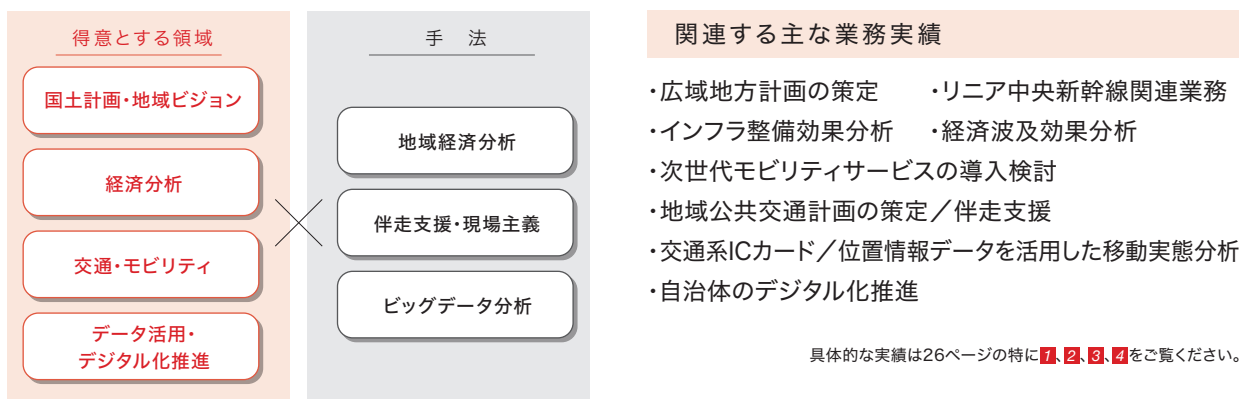 得意とする領域
国土計画・地域ビジョン
経済分析
交通・モビリティ
データ活用・
デジタル化推進
手 法
地域経済分析
伴走支援・現場主義
ビッグデータ分析
関連する主な業務実績
・広域地方計画の策定 ・リニア中央新幹線関連業務
・インフラ整備効果分析 ・経済波及効果分析
・次世代モビリティサービスの導入検討
・地域公共交通計画の策定／伴走支援
・交通系ICカード／位置情報データを活用した移動実態分析
・自治体のデジタル化推進
具体的な実績は26ページの特に1、2、3、4をご覧ください。